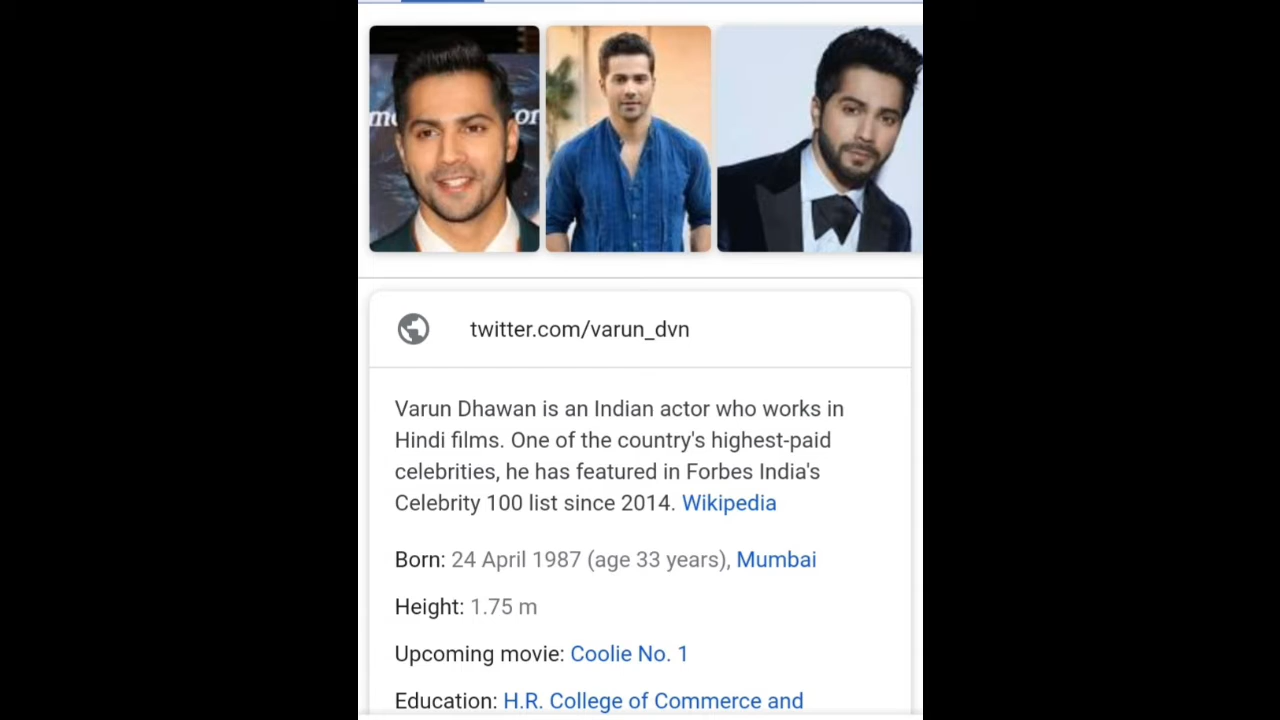 twitter.com/varun_dvn
Varun Dhawan is an Indian actor who works in
Hindi films. One of the country's highest-paid
celebrities, he has featured in Forbes India's
Celebrity 100 list since 2014. Wikipedia
Born: 24 April 1987 (age 33 years), Mumbai
Height: 1.75 m
Upcoming movie: Coolie No. 1
Education: H.R. College of Commerce and